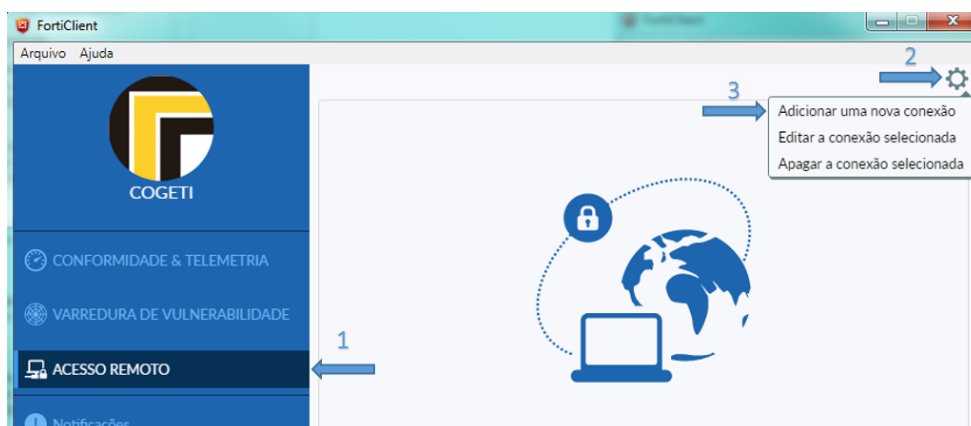 FortiClient
Arquivo Ajuda
2
3
Adicionar uma nova conexão
Editar a conexão selecionada
Apagar a conexão selecionada
COGETI
CONFORMIDADE & TELEMETRIA
VARREDURA DE VULNERABILIDADE
1
ACESSO REMOTO
Notificações